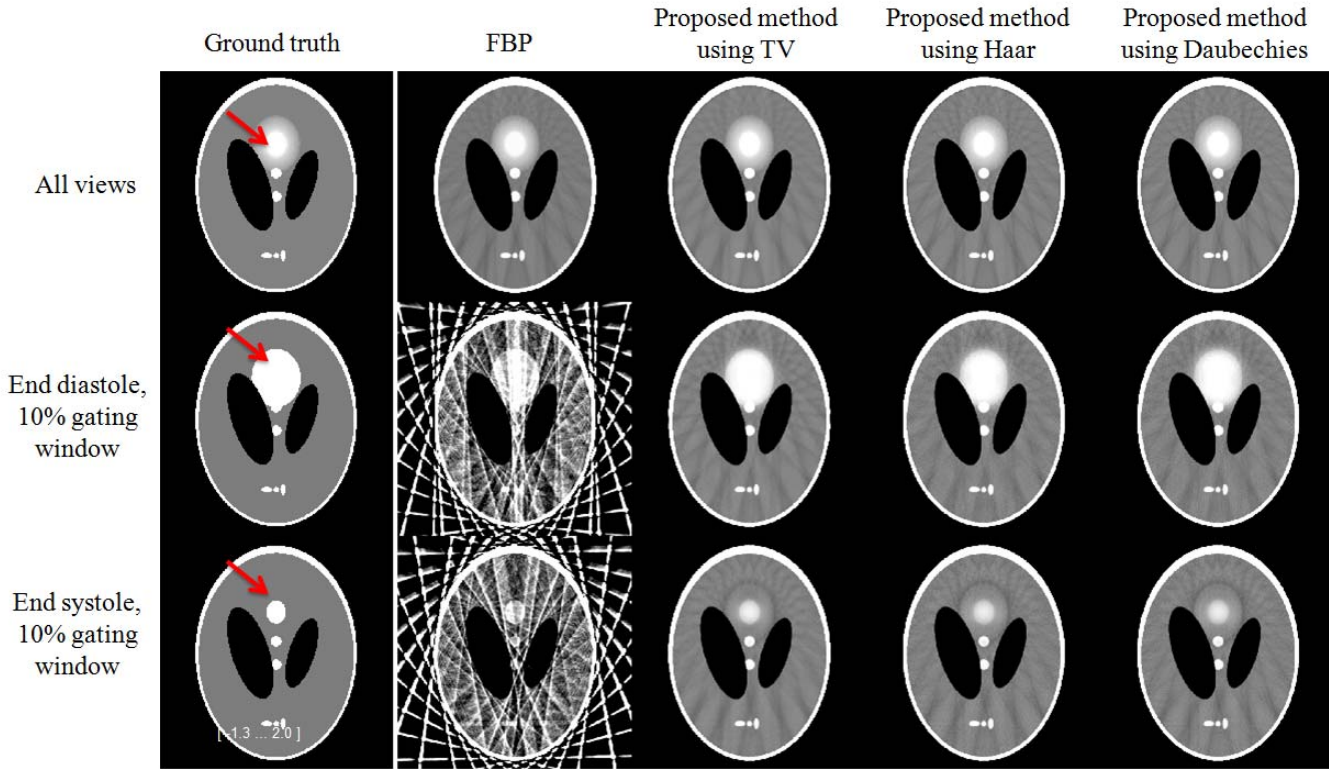 Ground truth
FBP
Proposed method
using TV
Proposed method
using Haar
Proposed method
using Daubechies
All views
End diastole,
10% gating
window
End systole,
10% gating
window
[ -1.3 ... 2.0 ]